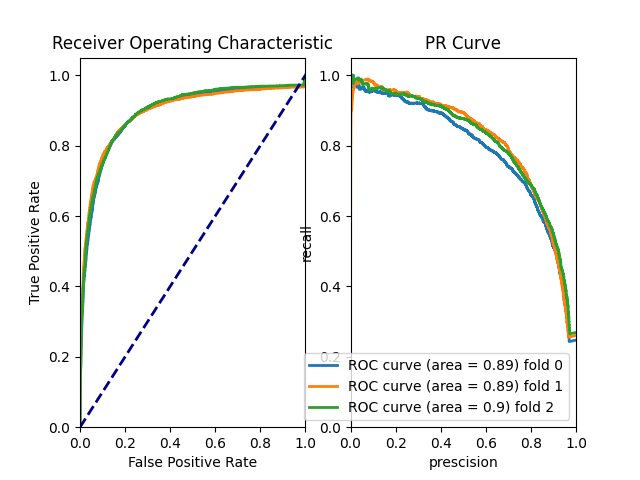 Receiver Operating Characteristic
PR Curve
1.0
0.8
0.6
0.4
0.2
0.0
True Positive Rate
0.0 0.2 0.4 0.6 0.8 1.0
False Positive Rate
1.0
0.8
0.6
0.4
0.2
0.0
recall
ROC curve (area = 0.89) fold 0
ROC curve (area = 0.89) fold 1
ROC curve (area = 0.9) fold 2
0.0 0.2 0.4 0.6 0.8 1.0
prescision